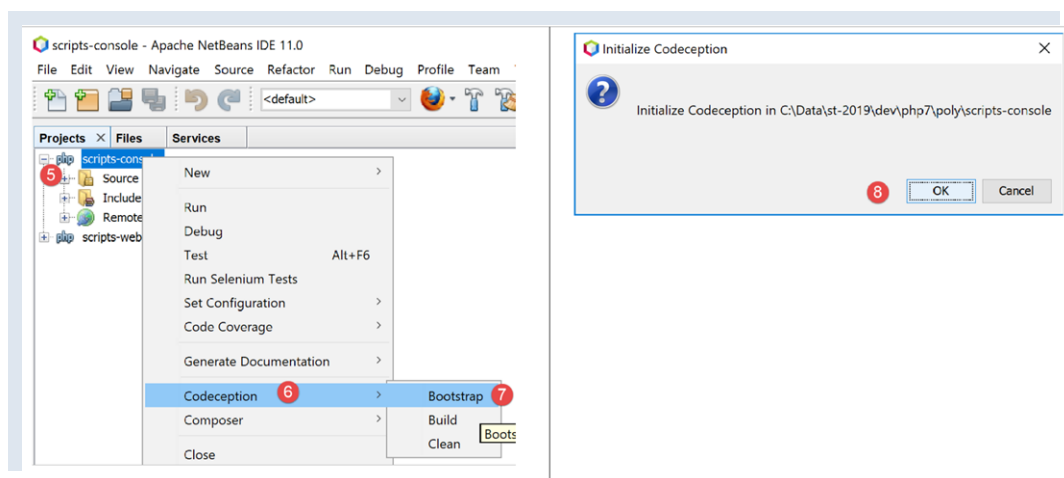 scripts-console - Apache NetBeans IDE 11.0
File Edit View Navigate Source Refactor Run Debug Profile Team
<default>
Projects × Files Services
php scripts-cons
5
Source
Include
Remote
php scripts-web
New
Run
Debug
Test Alt+F6
Run Selenium Tests
Set Configuration
Code Coverage
Generate Documentation
Codeception 6
Composer
Close
Bootstrap 7
Build
Boots
Clean
Initialize Codeception
Initialize Codeception in C:\Data\st-2019\dev\php7\poly\scripts-console
8 OK Cancel